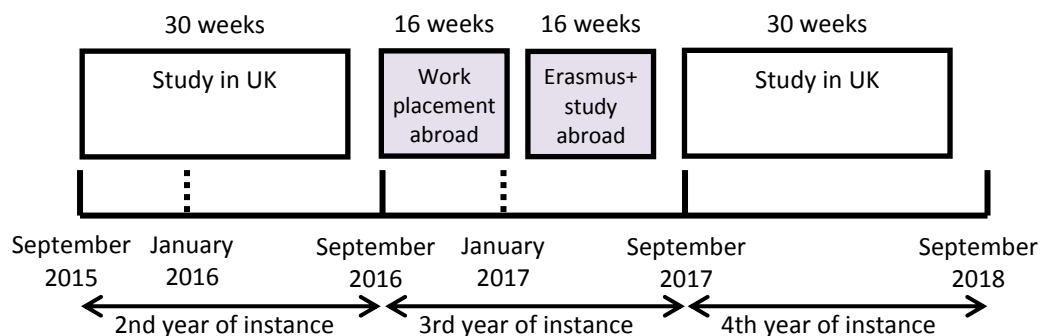 30 weeks
16 weeks
16 weeks
30 weeks
Study in UK
Work
placement
abroad
Erasmus+
study
abroad
Study in UK
September
2015
January
2016
September
2016
January
2017
September
2017
September
2018
2nd year of instance
3rd year of instance
4th year of instance